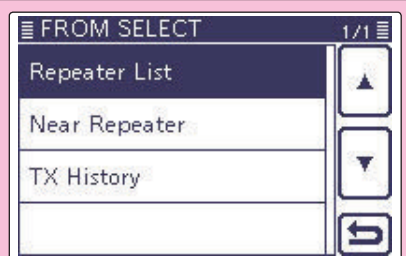 FROM SELECT 1/1
Repeater List
Near Repeater
TX History